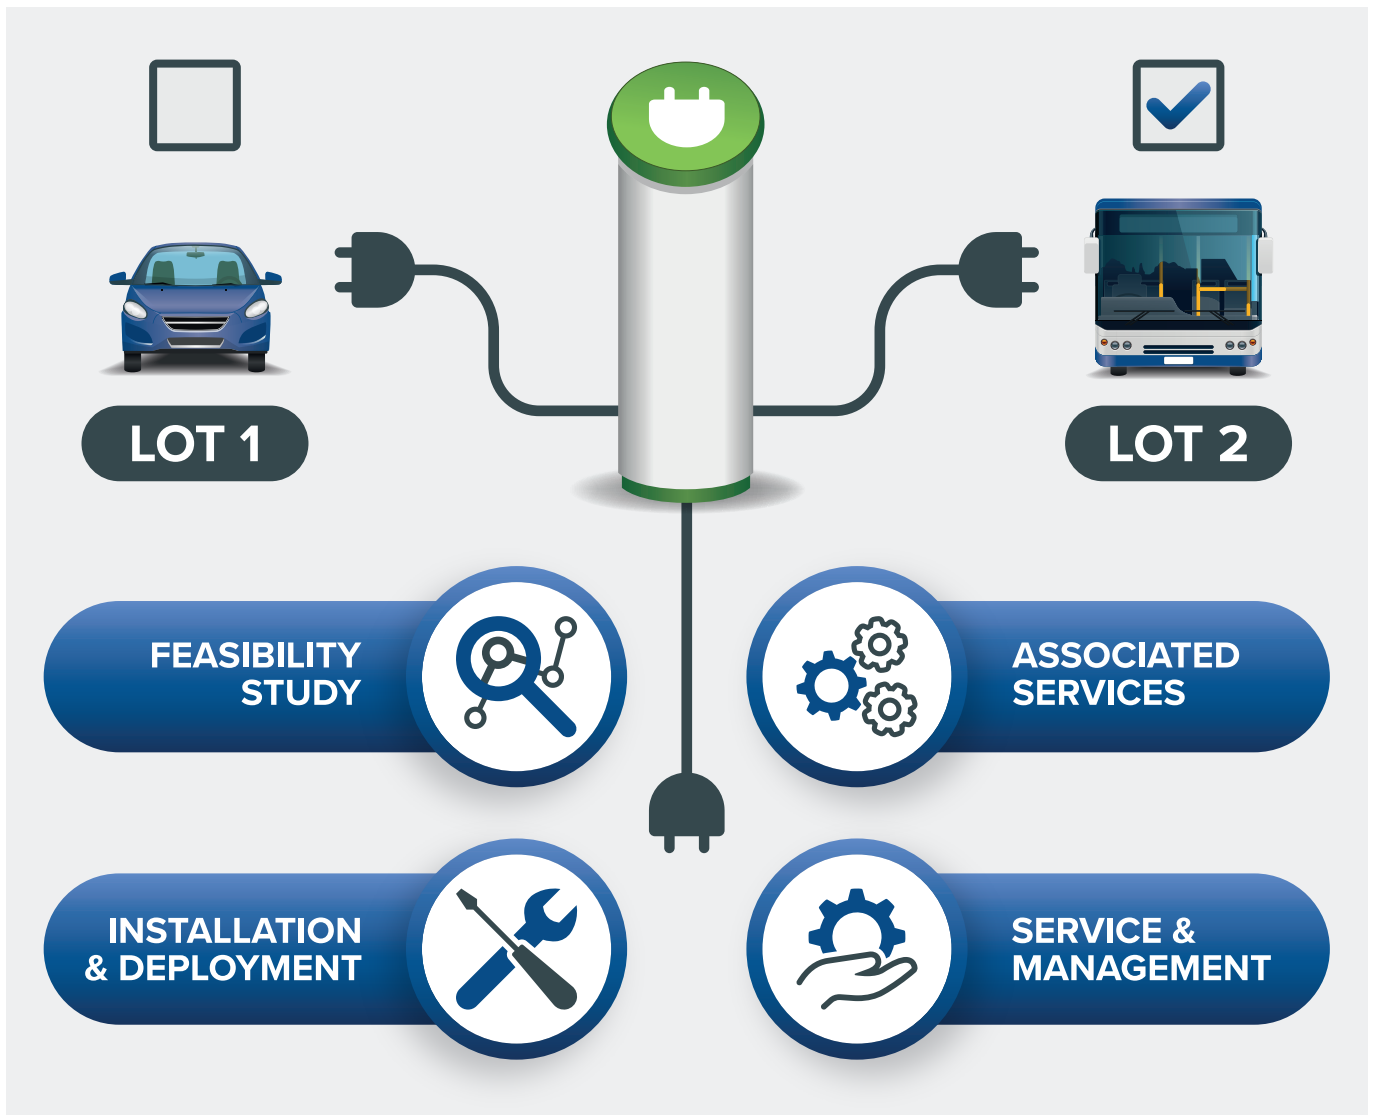 LOT 1
LOT 2
FEASIBILITY
STUDY
ASSOCIATED
SERVICES
INSTALLATION
& DEPLOYMENT
SERVICE &
MANAGEMENT